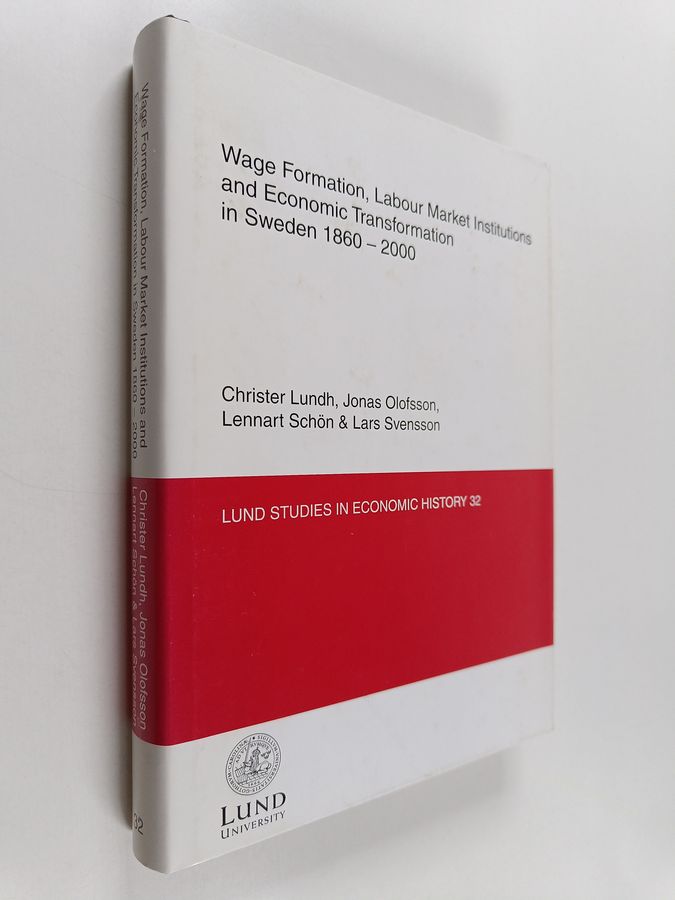 Wage Formation, Labour Market Institutions
and Economic Transformation
in Sweden 1860 – 2000
Christer Lundh, Jonas Olofsson,
Lennart Schön & Lars Svensson
LUND STUDIES IN ECONOMIC HISTORY 32
LUND
UNIVERSITY
Wage Formation, Labour Market Institutions and
Economic Transformation in Sweden 1860 – 2000
Christer Lundh, Jonas Olofsson
Lennart Schön & Lars Svensson
32